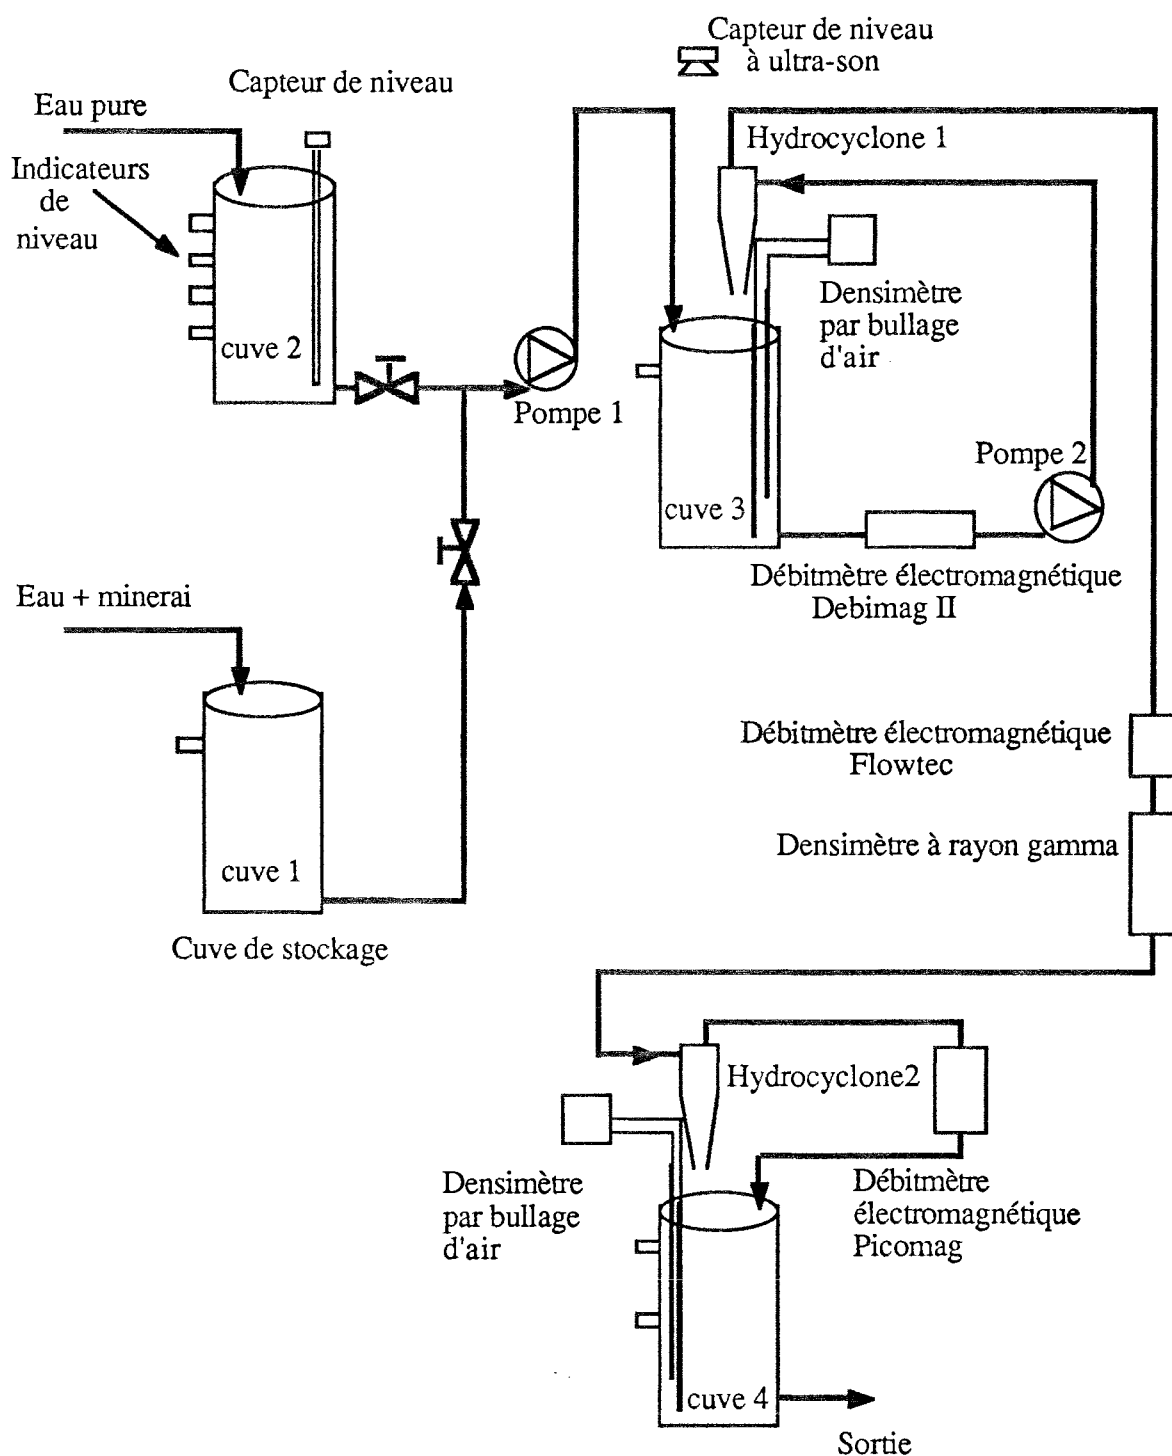 Capteur de niveau
à ultra-son
Capteur de niveau
Eau pure
Indicateurs
de
niveau
cuve 2
Pompe 1
Hydrocyclone 1
Densimètre
par bullage
d'air
Pompe 2
cuve 3
Débitmètre électromagnétique
Debimag II
Eau + minerai
cuve 1
Cuve de stockage
Débitmètre électromagnétique
Flowtec
Densimètre à rayon gamma
Hydrocyclone2
Densimètre
par bullage
d'air
Débitmètre
électromagnétique
Picomag
cuve 4
Sortie